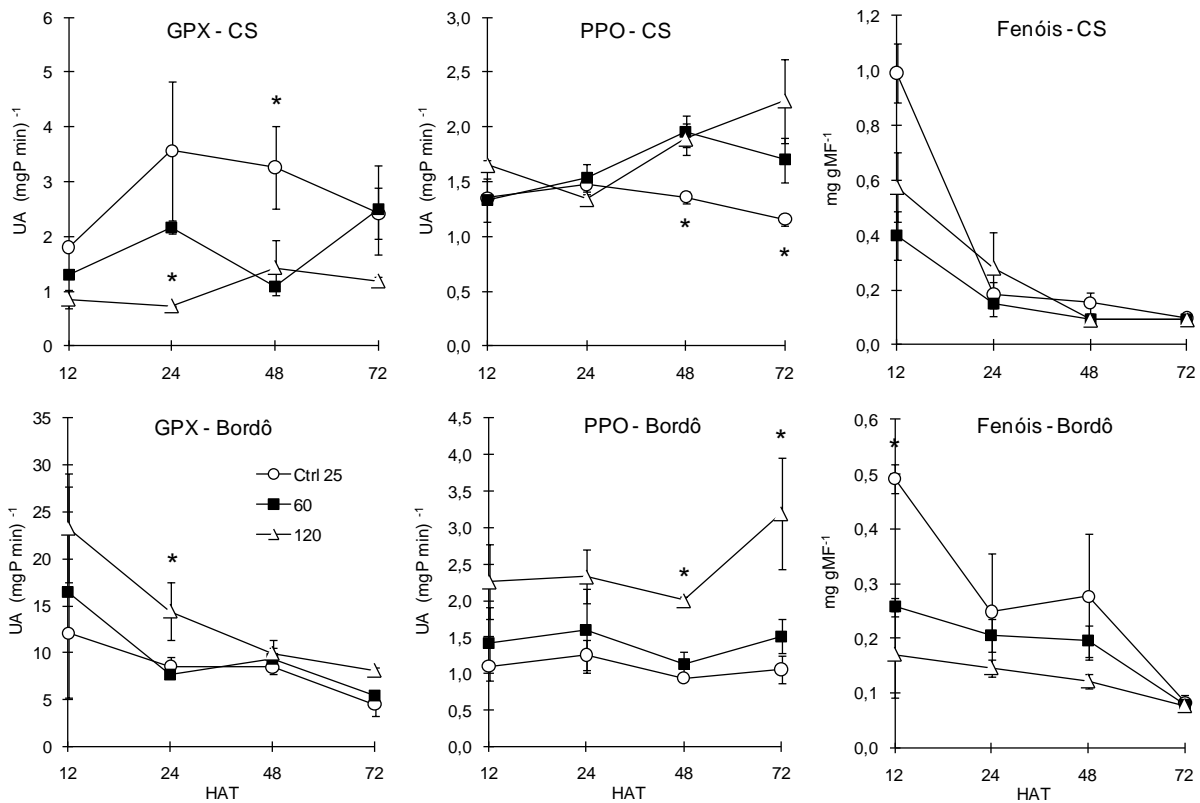 GPX - CS
UA (mgP min) -1
6
5
4
3
2
1
0
*
*
12 24 48 72
PPO - CS
UA (mgP min) -1
3,0
2,5
2,0
1,5
1,0
0,5
0,0
*
*
12 24 48 72
Fenóis - CS
mg gMF-1
1,2
1,0
0,8
0,6
0,4
0,2
0,0
12 24 48 72
GPX - Bordô
UA (mgP min) -1
35
30
25
20
15
10
5
0
Ctrl 25
60
120
*
12 24 48 72
HAT
PPO - Bordô
UA (mgP min) -1
4,5
4,0
3,5
3,0
2,5
2,0
1,5
1,0
0,5
0,0
*
*
12 24 48 72
HAT
Fenóis - Bordô
mg gMF-1
0,6
0,5
0,4
0,3
0,2
0,1
0,0
*
12 24 48 72
HAT